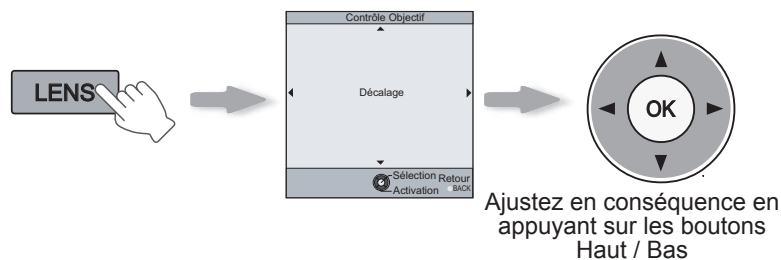 LENS
Contrôle Objectif
Décalage
Sélection
Activation
Retour
BACK
OK
Ajustez en conséquence en
appuyant sur les boutons
Haut / Bas